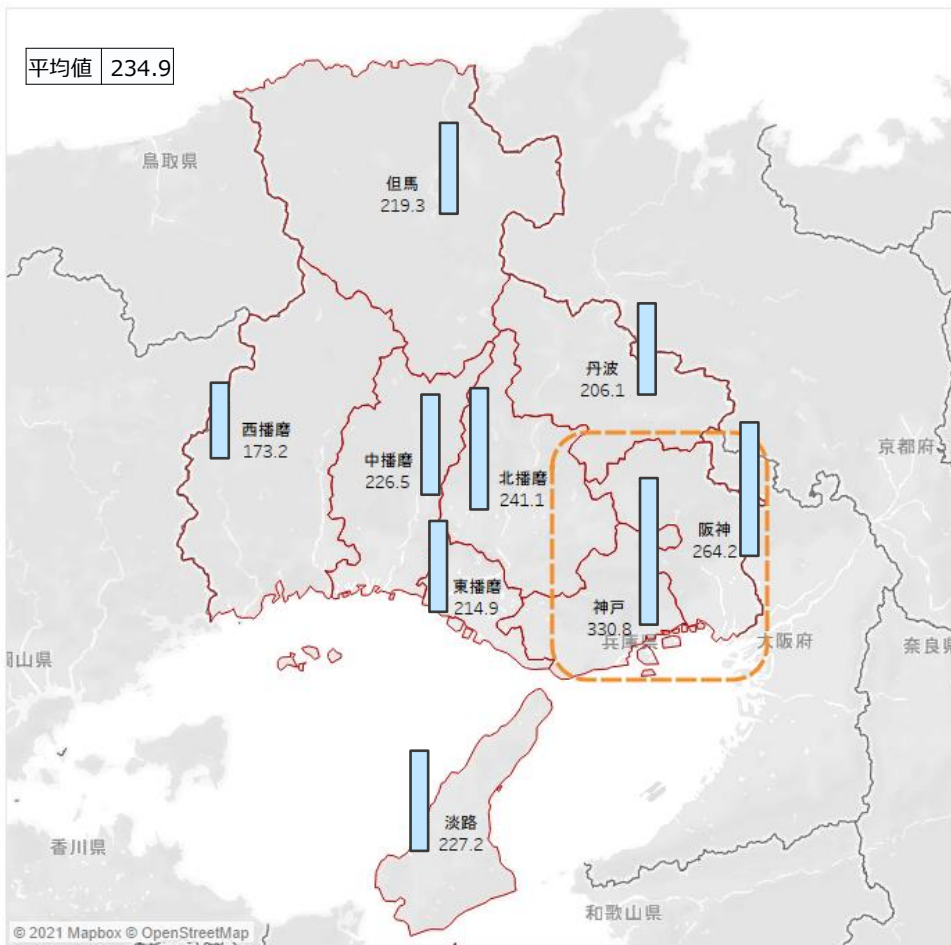 平均値 234.9
鳥取県
但馬
219.3
丹波
206.1
西播磨
173.2
中播磨
226.5
北播磨
241.1
京都府
阪神
264.2
東播磨
214.9
神戸
330.8
兵庫県
大阪府
奈良県
岡山県
淡路
227.2
香川県
和歌山県
© 2021 Mapbox © OpenStreetMap